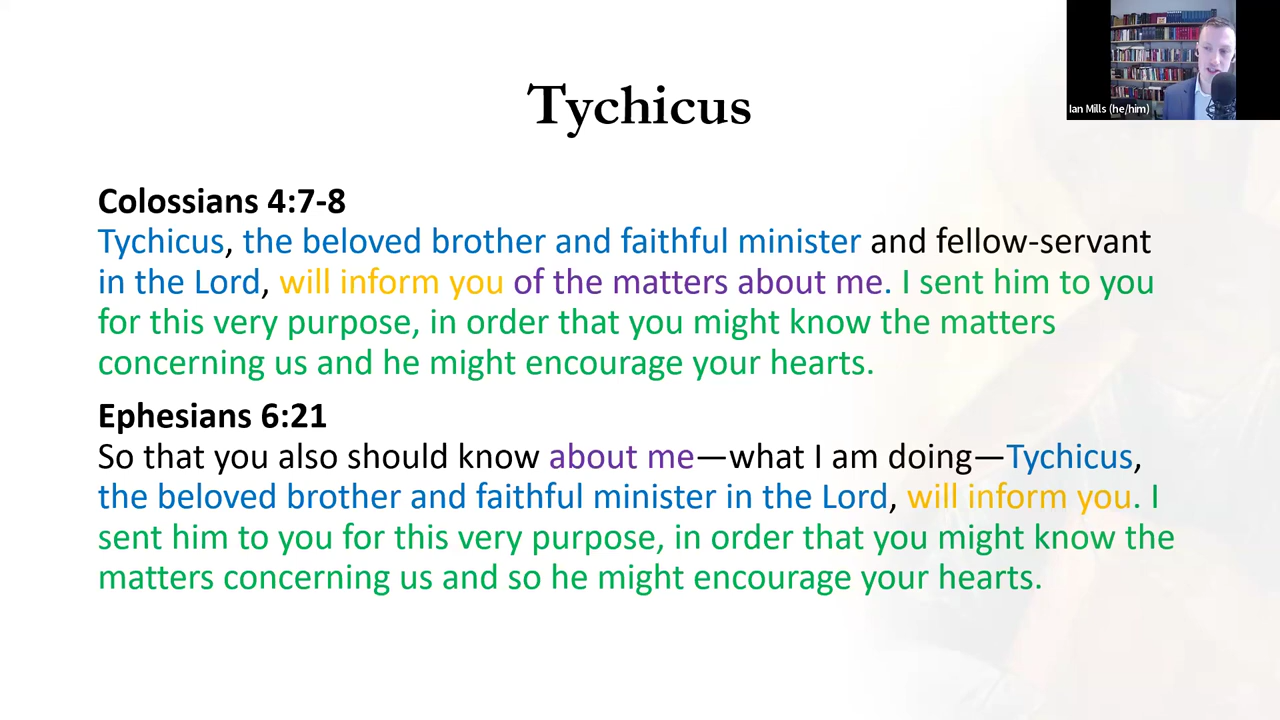 Ian Mills (he/him)
Tychicus
Colossians 4:7-8
Tychicus, the beloved brother and faithful minister and fellow-servant
in the Lord, will inform you of the matters about me. I sent him to you
for this very purpose, in order that you might know the matters
concerning us and he might encourage your hearts.
Ephesians 6:21
So that you also should know about me—what I am doing—Tychicus,
the beloved brother and faithful minister in the Lord, will inform you. I
sent him to you for this very purpose, in order that you might know the
matters concerning us and so he might encourage your hearts.